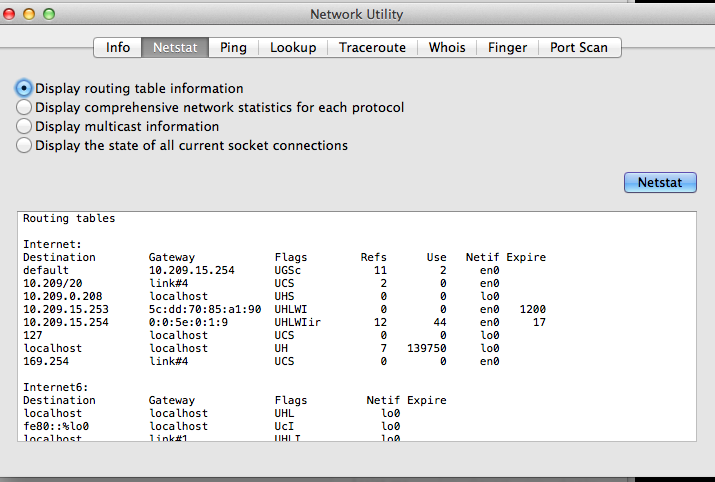 Network Utility
Info Netstat Ping Lookup Traceroute Whois Finger Port Scan
Display routing table information
Display comprehensive network statistics for each protocol
Display multicast information
Display the state of all current socket connections
Netstat
Routing tables
Internet:
Destination Gateway Flags Refs Use Netif Expire
default 10.209.15.254 UGSc 11 2 en0
10.209/20 link#4 UCS 2 0 en0
10.209.0.208 localhost UHS 0 0 lo0
10.209.15.253 5c:dd:70:85:a1:90 UHLWI 0 0 en0 1200
10.209.15.254 0:0:5e:0:1:9 UHLWIir 12 44 en0 17
127 localhost UCS 0 0 lo0
localhost localhost UH 7 139750 lo0
169.254 link#4 UCS 0 0 en0
Internet6:
Destination Gateway Flags Netif Expire
localhost localhost UHL lo0
fe80::%lo0 localhost UcI lo0
localhost link#1 UHLI lo0